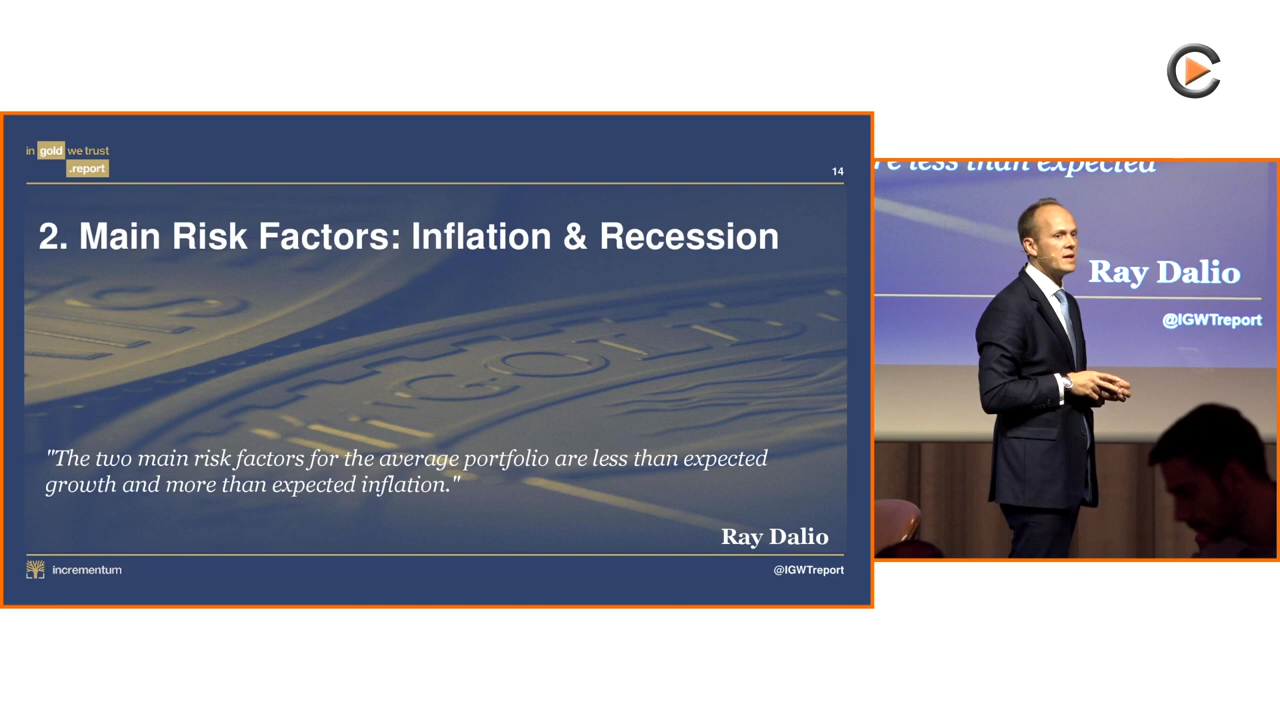 in gold we trust
.report
14
2. Main Risk Factors: Inflation & Recession
GOLD
"The two main risk factors for the average portfolio are less than expected
growth and more than expected inflation."
Ray Dalio
incrementum
@IGWTreport
re less than expected
Ray Dalio
@IGWTreport